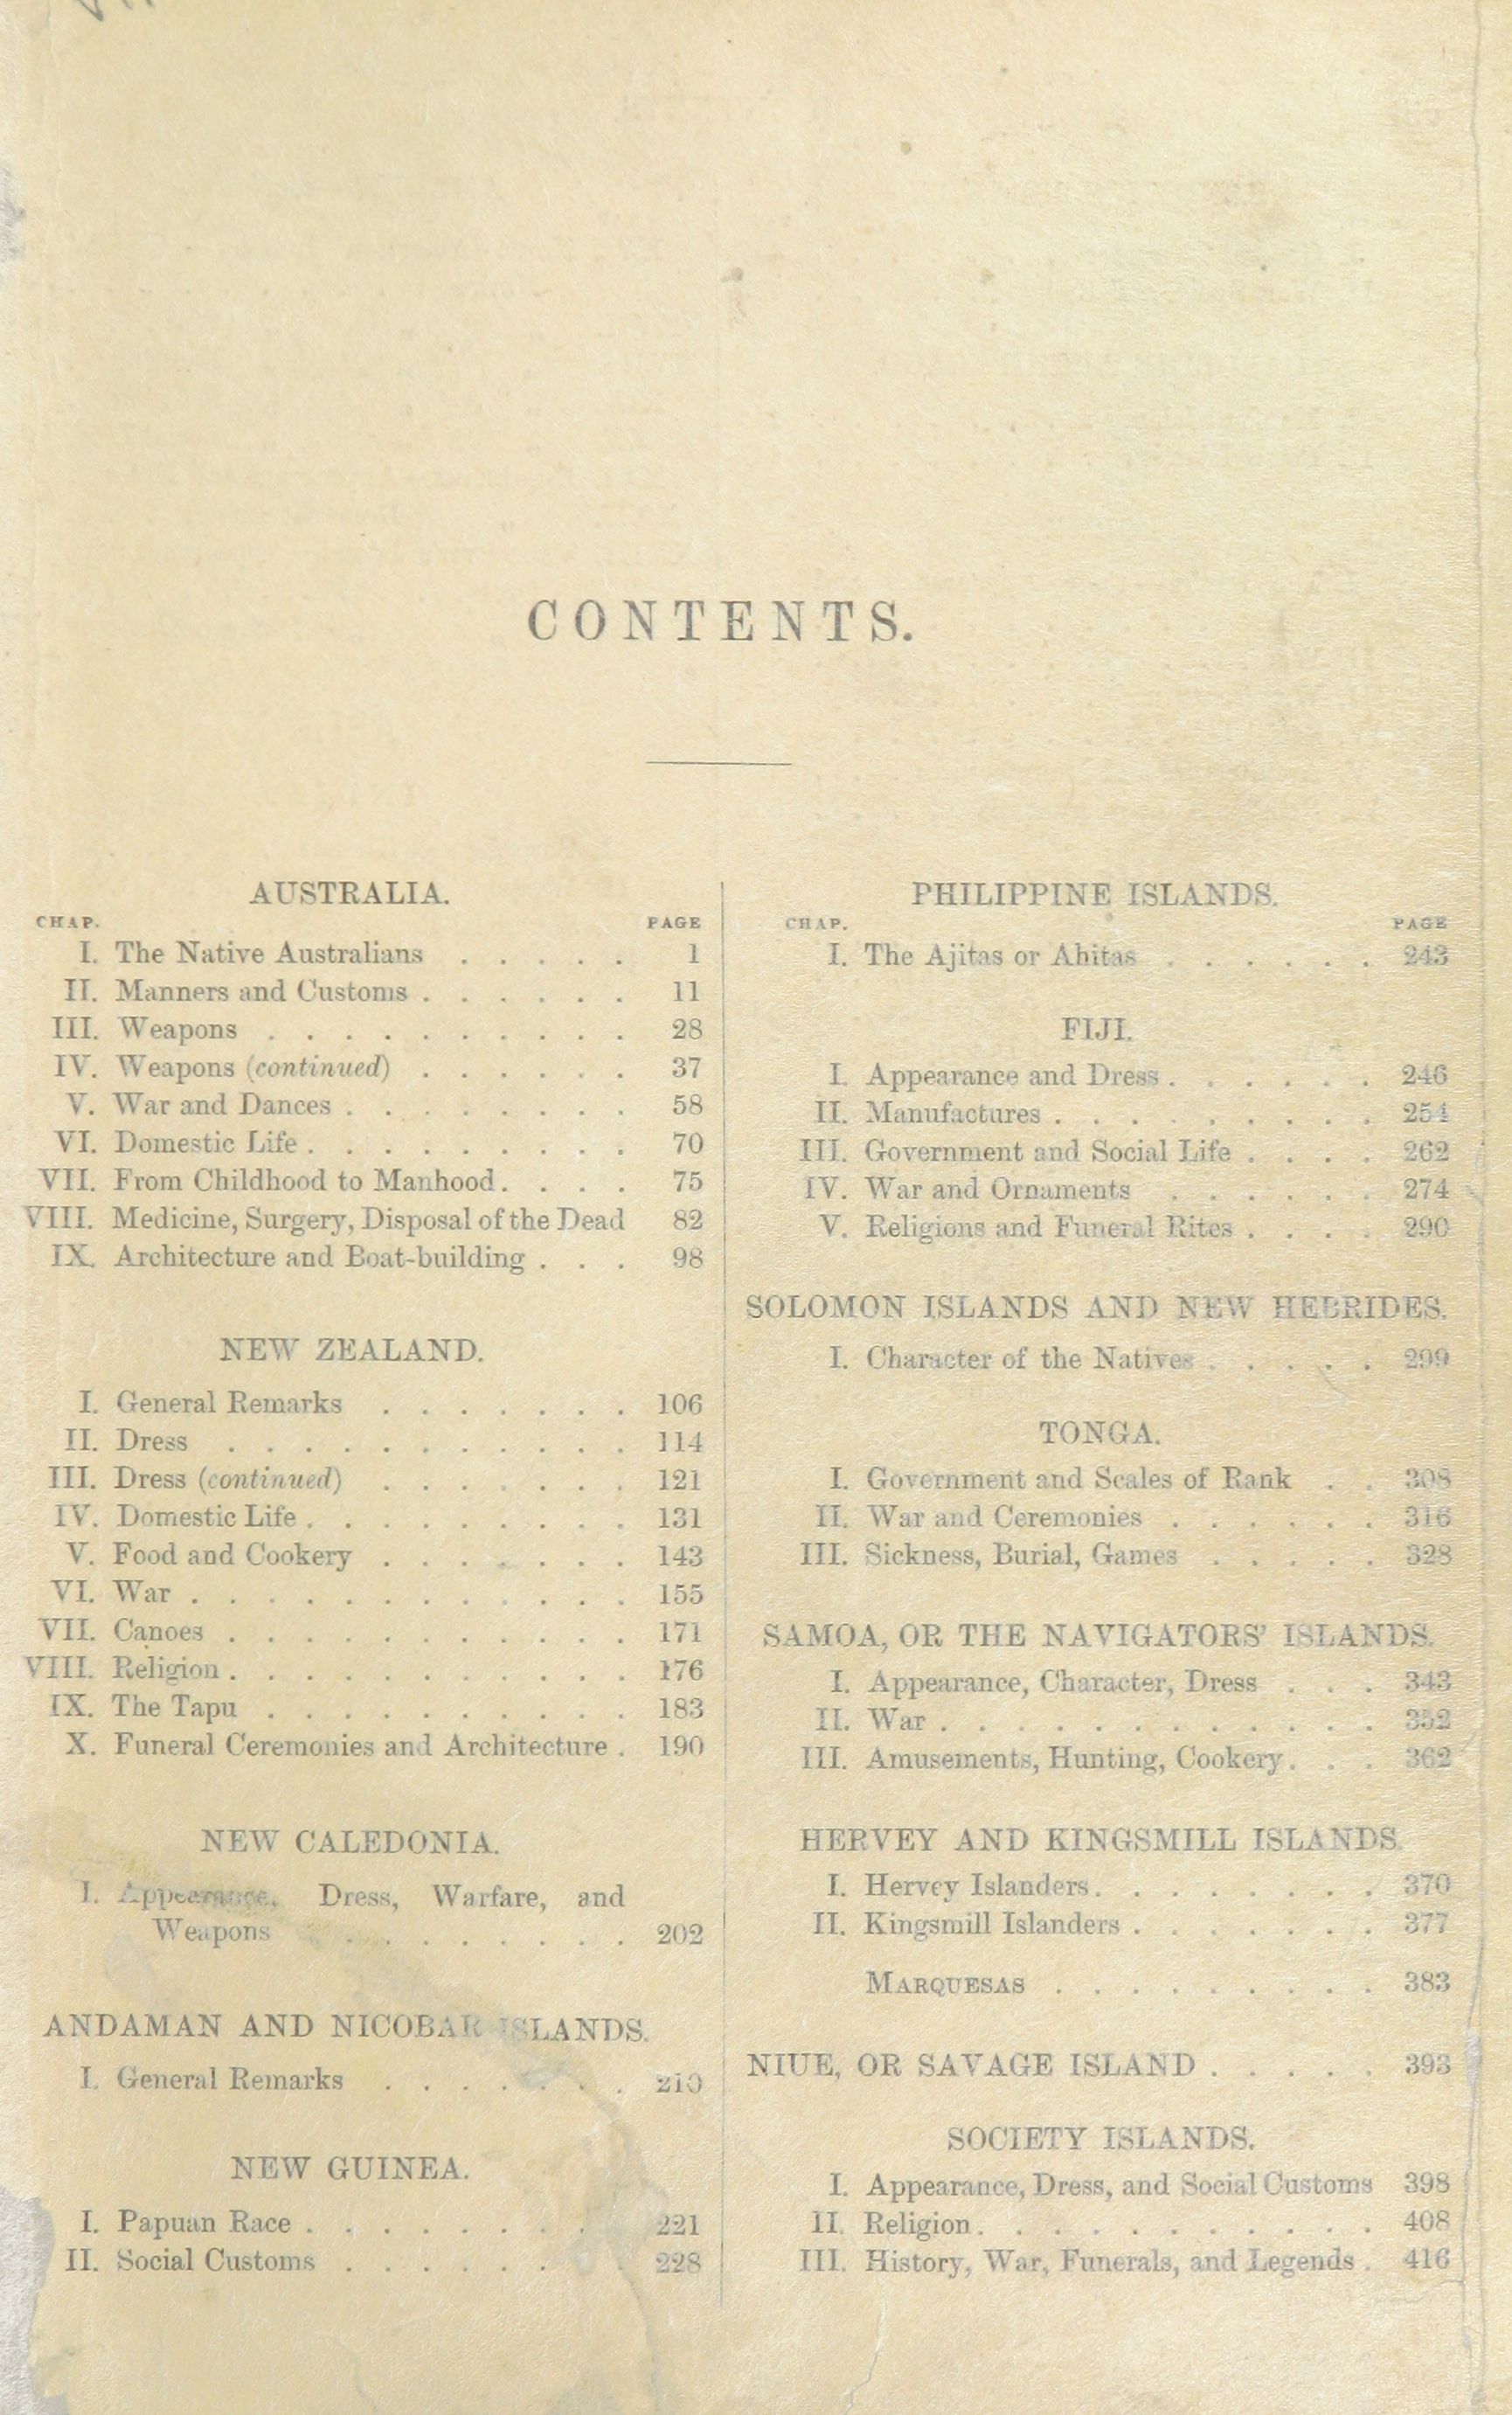 CONTENTS.
AUSTRALIA.
CHAP. PAGE
I. The Native Australians . . . . . 1
II. Manners and Customs . . . . . . 11
III. Weapons . . . . . . . . . . 28
IV. Weapons (continued) . . . . . . 37
V. War and Dances . . . . . . . . 58
VI. Domestic Life . . . . . . . . . 70
VII. From Childhood to Manhood . . . . 75
VIII. Medicine, Surgery, Disposal of the Dead 82
IX. Architecture and Boat-building . . . 98
NEW ZEALAND.
I. General Remarks . . . . . . . 106
II. Dress . . . . . . . . . . . 114
III. Dress (continued) . . . . . . . 121
IV. Domestic Life . . . . . . . . . 131
V. Food and Cookery . . . . . . . 143
VI. War . . . . . . . . . . . . 155
VII. Canoes . . . . . . . . . . . 171
VIII. Religion . . . . . . . . . . . 176
IX. The Tapu . . . . . . . . . . 183
X. Funeral Ceremonies and Architecture . 190
NEW CALEDONIA.
I. Appearance, Dress, Warfare, and
Weapons . . . . . . . . 202
ANDAMAN AND NICOBAR ISLANDS.
I. General Remarks . . . . . . . 210
NEW GUINEA.
I. Papuan Race . . . . . . . 221
II. Social Customs . . . . . . . 228
PHILIPPINE ISLANDS.
CHAP. PAGE
I. The Ajitas or Ahitas . . . . . . 243
FIJI.
I. Appearance and Dress . . . . . . 246
II. Manufactures . . . . . . . . . 254
III. Government and Social Life . . . . 262
IV. War and Ornaments . . . . . . 274
V. Religions and Funeral Rites . . . . 290
SOLOMON ISLANDS AND NEW HEBRIDES.
I. Character of the Natives . . . . . 299
TONGA.
I. Government and Scales of Rank . . 308
II. War and Ceremonies . . . . . . 316
III. Sickness, Burial, Games . . . . . 328
SAMOA, OR THE NAVIGATORS' ISLANDS.
I. Appearance, Character, Dress . . . 343
II. War . . . . . . . . . . . . 352
III. Amusements, Hunting, Cookery . . . 362
HERVEY AND KINGSMILL ISLANDS.
I. Hervey Islanders . . . . . . . . 370
II. Kingsmill Islanders . . . . . . . 377
MARQUESAS . . . . . . . . . 383
NIUE, OR SAVAGE ISLAND . . . . . 393
SOCIETY ISLANDS.
I. Appearance, Dress, and Social Customs 398
II. Religion . . . . . . . . . . . 408
III. History, War, Funerals, and Legends . 416